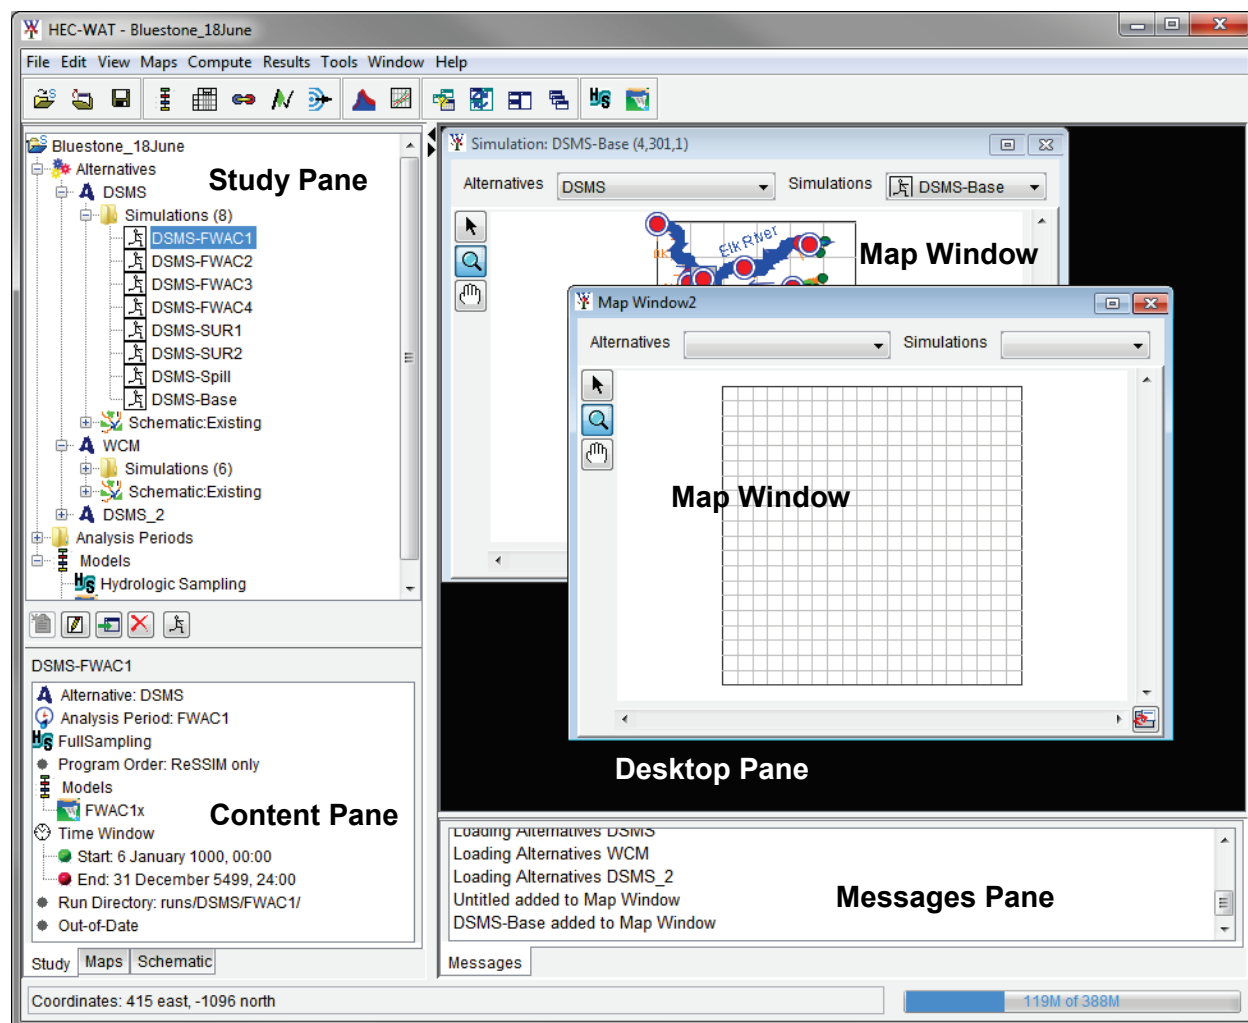 HEC-WAT - Bluestone_18June
File Edit View Maps Compute Results Tools Window Help
Bluestone_18June
Alternatives
DSMS
Simulations (8)
DSMS-FWAC1
DSMS-FWAC2
DSMS-FWAC3
DSMS-FWAC4
DSMS-SUR1
DSMS-SUR2
DSMS-Spill
DSMS-Base
Schematic:Existing
WCM
Simulations (6)
Schematic:Existing
DSMS_2
Analysis Periods
Models
Hydrologic Sampling
Study Pane
DSMS-FWAC1
Alternative: DSMS
Analysis Period: FWAC1
FullSampling
Program Order: ReSSIM only
Models
FWAC1x
Time Window
Start: 6 January 1000, 00:00
End: 31 December 5499, 24:00
Run Directory: runs/DSMS/FWAC1/
Out-of-Date
Content Pane
Study Maps Schematic
Simulation: DSMS-Base (4,301,1)
Alternatives DSMS Simulations DSMS-Base
Elk River
Map Window
Map Window2
Alternatives Simulations
Map Window
Desktop Pane
Loading Alternatives DSMS
Loading Alternatives WCM
Loading Alternatives DSMS_2
Untitled added to Map Window
DSMS-Base added to Map Window
Messages Pane
Messages
Coordinates: 415 east, -1096 north
119M of 388M